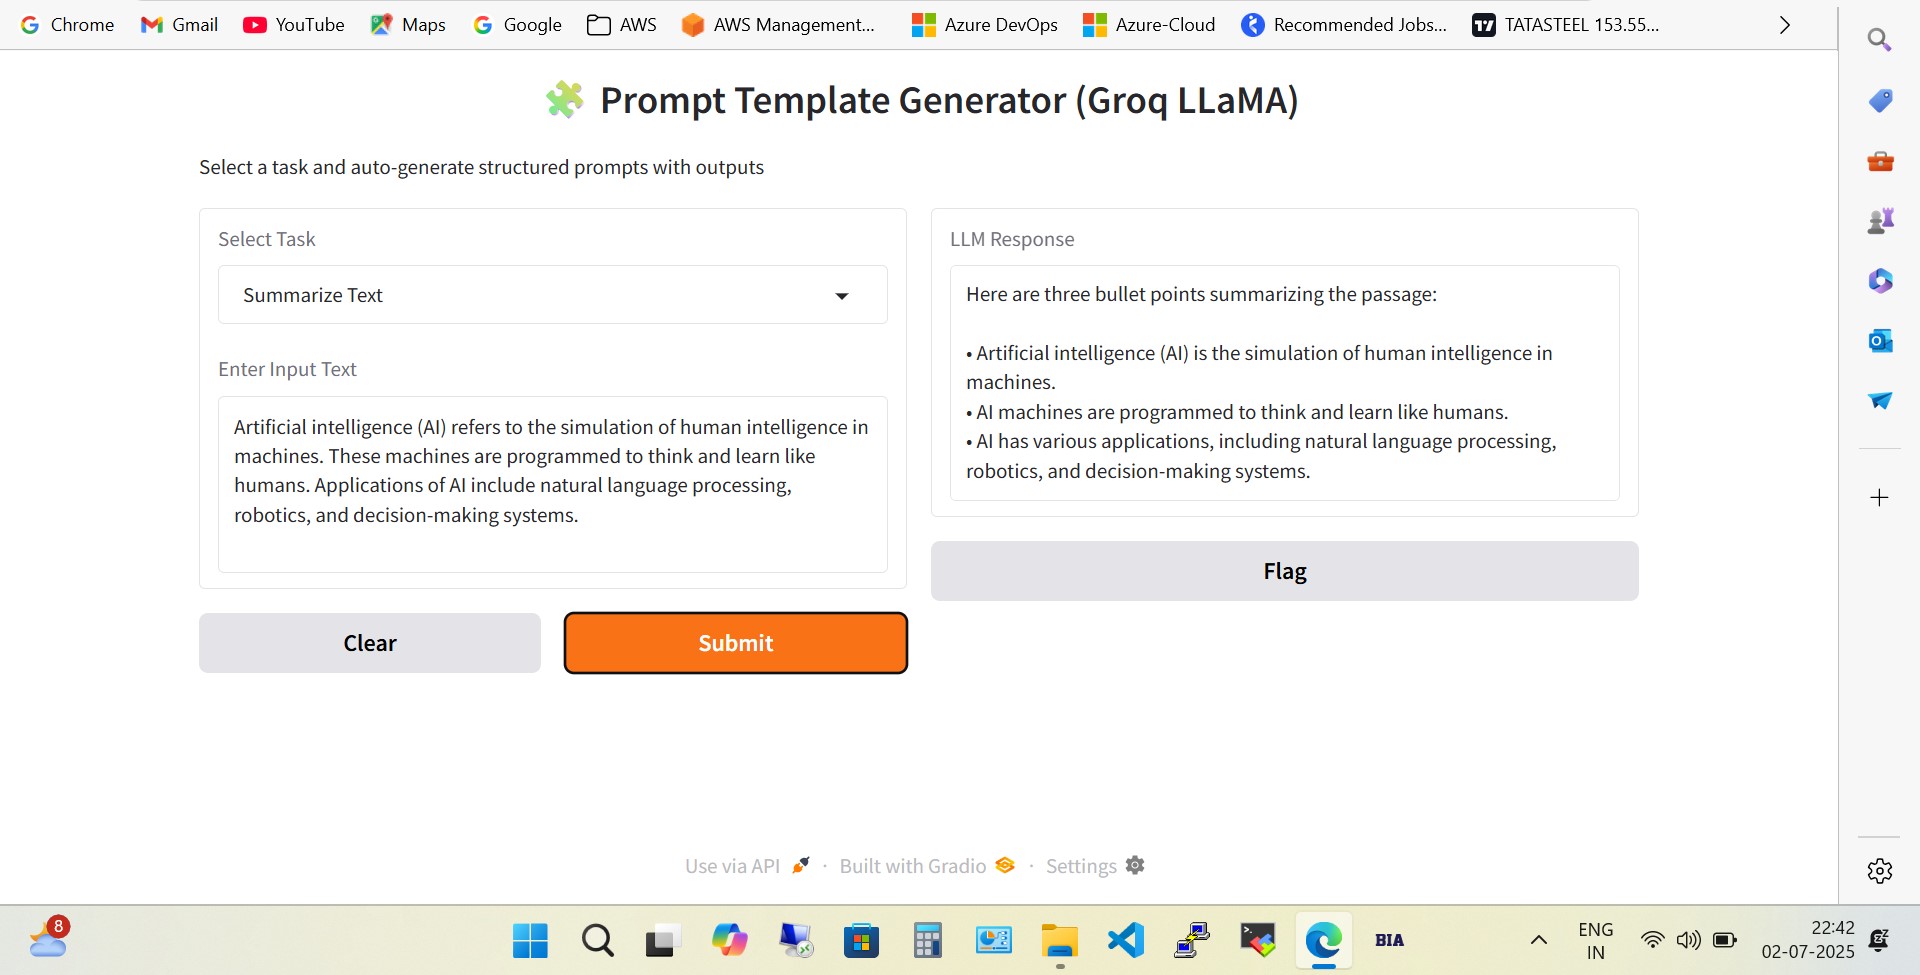 Chrome
Gmail
YouTube
Maps
Google
AWS
AWS Management...
Azure DevOps
Azure-Cloud
Recommended Jobs...
TATASTEEL 153.55...
Prompt Template Generator (Groq LLaMA)
Select a task and auto-generate structured prompts with outputs
Select Task
Summarize Text
Enter Input Text
Artificial intelligence (AI) refers to the simulation of human intelligence in
machines. These machines are programmed to think and learn like
humans. Applications of AI include natural language processing,
robotics, and decision-making systems.
Clear
Submit
LLM Response
Here are three bullet points summarizing the passage:
• Artificial intelligence (AI) is the simulation of human intelligence in
machines.
• AI machines are programmed to think and learn like humans.
• AI has various applications, including natural language processing,
robotics, and decision-making systems.
Flag
Use via API · Built with Gradio · Settings
8
BIA
ENG
IN
22:42
02-07-2025